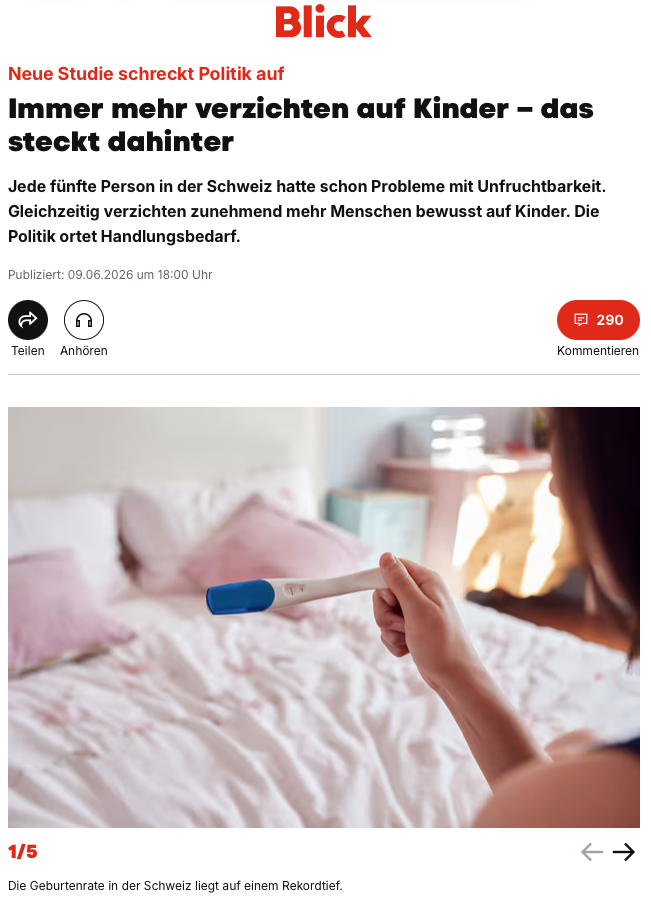 Blick
Neue Studie schreckt Politik auf
Immer mehr verzichten auf Kinder – das
steckt dahinter
Jede fünfte Person in der Schweiz hatte schon Probleme mit Unfruchtbarkeit.
Gleichzeitig verzichten zunehmend mehr Menschen bewusst auf Kinder. Die
Politik ortet Handlungsbedarf.
Publiziert: 09.06.2026 um 18:00 Uhr
290
Teilen Anhören Kommentieren
1/5
Die Geburtenrate in der Schweiz liegt auf einem Rekordtief.